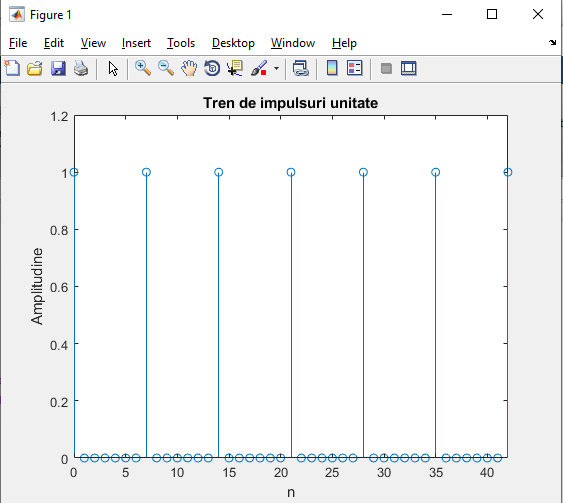 Figure 1
File Edit View Insert Tools Desktop Window Help
Tren de impulsuri unitate
1.2
1
0.8
0.6
0.4
0.2
0
Amplitudine
0 5 10 15 20 25 30 35 40
n